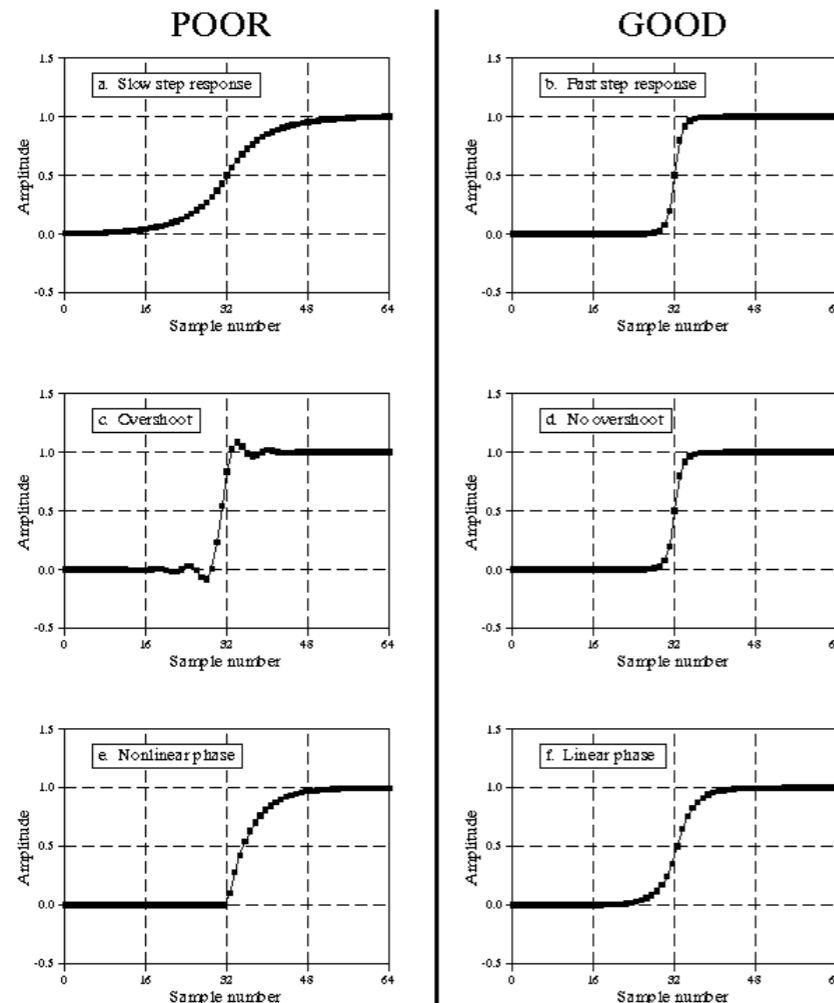 POOR
GOOD
1.5
a. Slow step response
1.0
0.5
0.0
-0.5
Amplitude
0 16 32 48 64
Sample number
1.5
b. Fast step response
1.0
0.5
0.0
-0.5
Amplitude
0 16 32 48
Sample number
1.5
c. Overshoot
1.0
0.5
0.0
-0.5
Amplitude
0 16 32 48 64
Sample number
1.5
d. No overshoot
1.0
0.5
0.0
-0.5
Amplitude
0 16 32 48
Sample number
1.5
e. Nonlinear phase
1.0
0.5
0.0
-0.5
Amplitude
0 16 32 48 64
Sample number
1.5
f. Linear phase
1.0
0.5
0.0
-0.5
Amplitude
0 16 32 48
Sample number